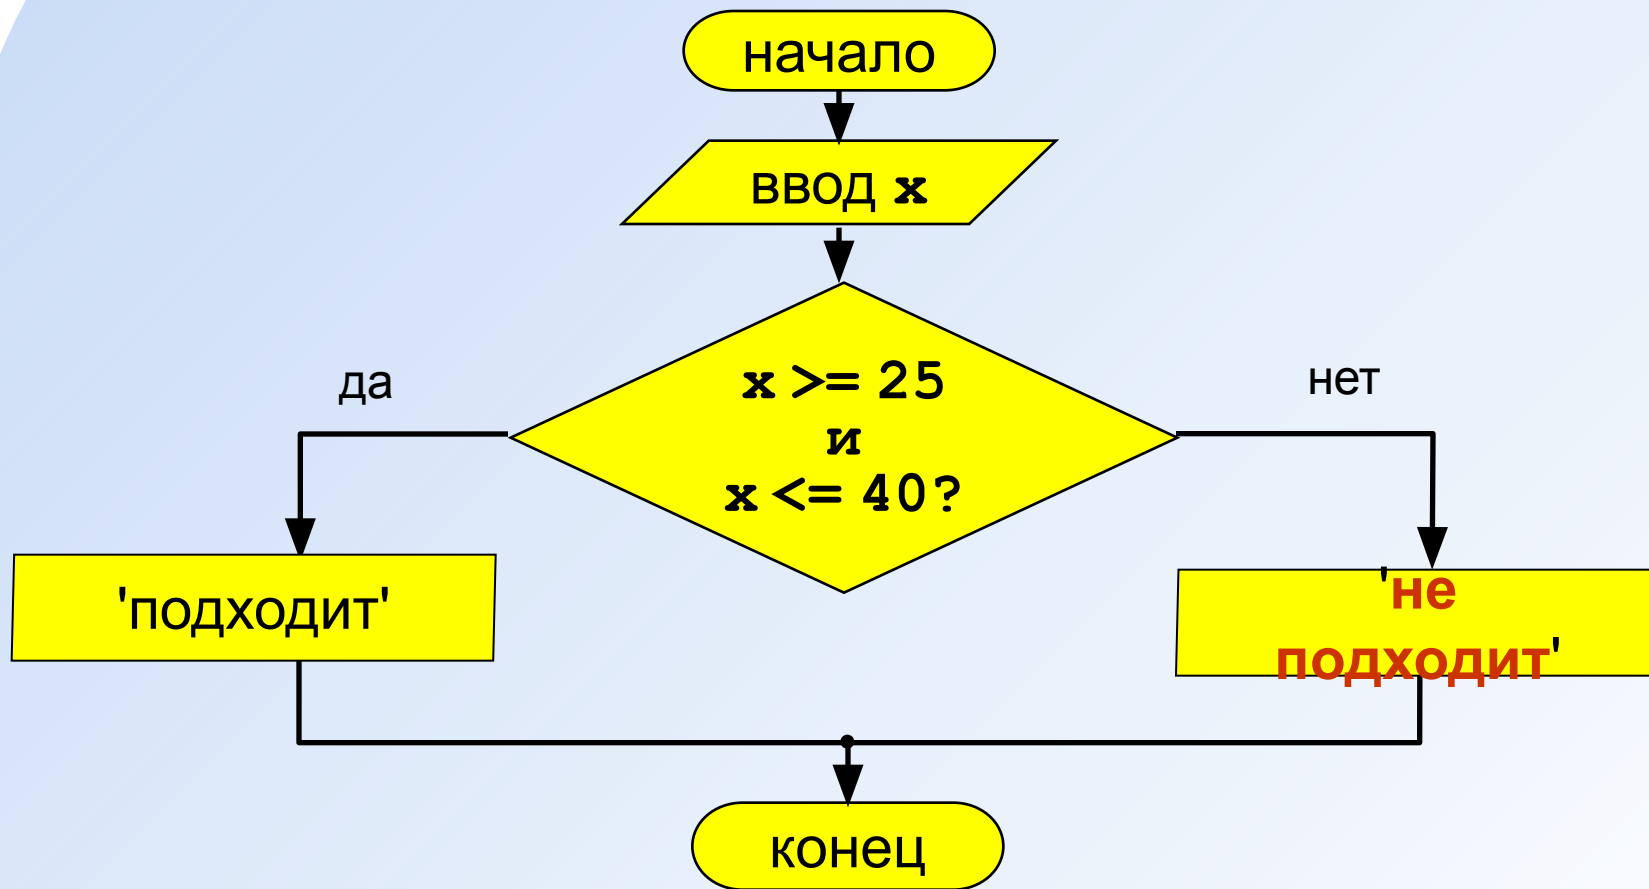 начало
ввод x
да
x >= 25
и
x <= 40?
нет
'подходит'
'не
подходит'
конец